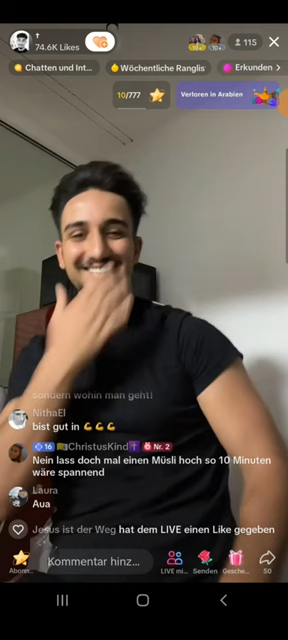 †
74.6K Likes
10+
10+
115
Chatten und Int...
Wöchentliche Ranglis
Erkunden >
10/777
Verloren in Arabien
sondern wohin man geht!
NithaEl
bist gut in 💪💪💪
16 ChristusKind✝️ Nr. 2
Nein lass doch mal einen Müsli hoch so 10 Minuten
wäre spannend
Laura
Aua
Jesus ist der Weg hat dem LIVE einen Like gegeben
Kommentar hinz...
Abonn...
LIVE mi...
Senden
Gesche...
50